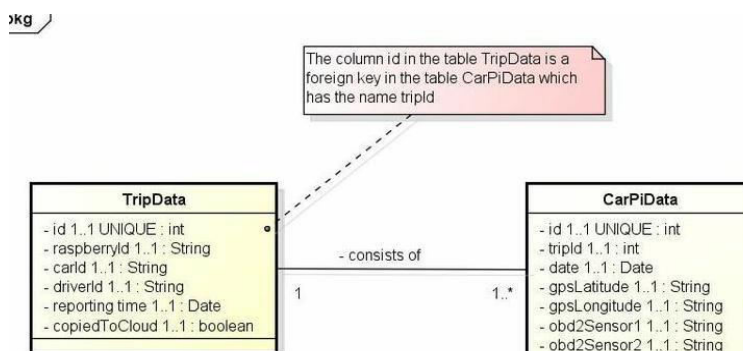 pkg
The column id in the table TripData is a
foreign key in the table CarPiData which
has the name tripId
TripData
- id 1..1 UNIQUE : int
- raspberryId 1..1 : String
- carId 1..1 : String
- driverId 1..1 : String
- reporting time 1..1 : Date
- copiedToCloud 1..1 : boolean
- consists of
1
1..*
CarPiData
- id 1..1 UNIQUE : int
- tripId 1..1 : int
- date 1..1 : Date
- gpsLatitude 1..1 : String
- gpsLongitude 1..1 : String
- obd2Sensor1 1..1 : String
- obd2Sensor2 1..1 : String